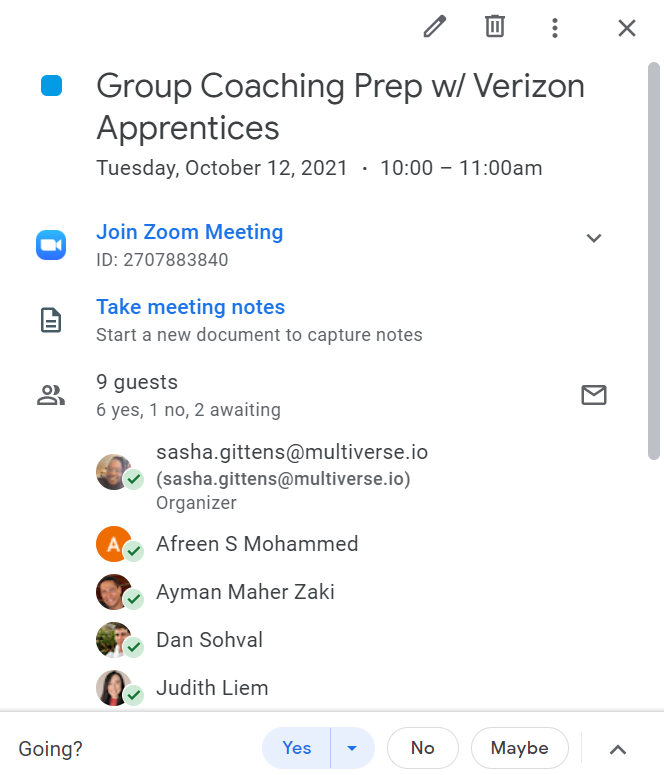 Group Coaching Prep w/ Verizon
Apprentices
Tuesday, October 12, 2021 · 10:00 – 11:00am
Join Zoom Meeting
ID: 2707883840
Take meeting notes
Start a new document to capture notes
9 guests
6 yes, 1 no, 2 awaiting
sasha.gittens@multiverse.io
(sasha.gittens@multiverse.io)
Organizer
A
Afreen S Mohammed
Ayman Maher Zaki
Dan Sohval
Judith Liem
Going? Yes No Maybe